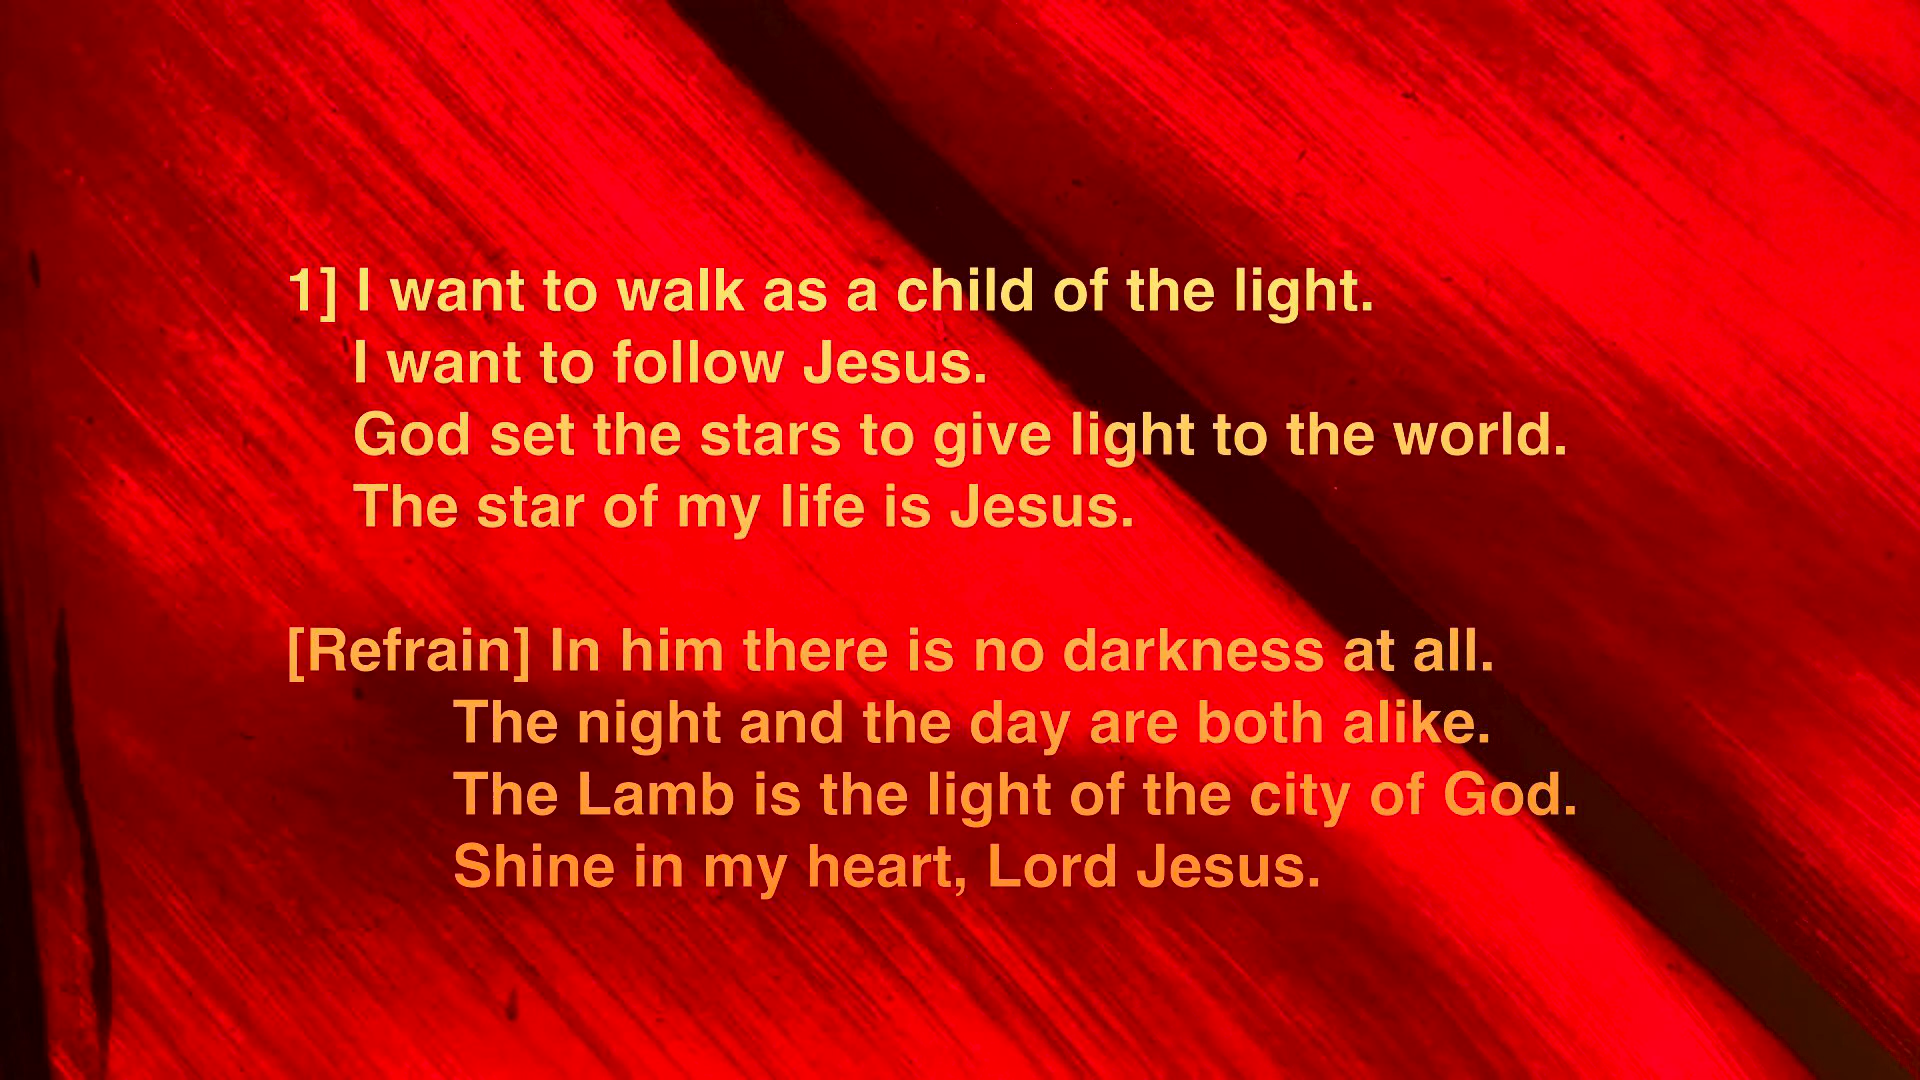 1] I want to walk as a child of the light.
I want to follow Jesus.
God set the stars to give light to the world.
The star of my life is Jesus.
[Refrain] In him there is no darkness at all.
The night and the day are both alike.
The Lamb is the light of the city of God.
Shine in my heart, Lord Jesus.